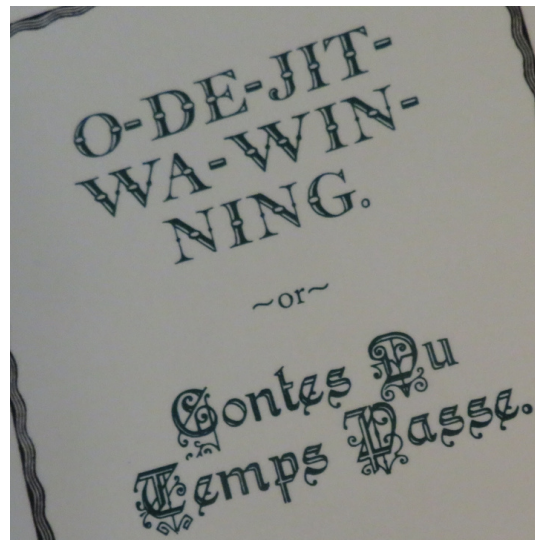 O-DE-JIT-
WA-WIN-
NING.
~or~
Contes Du
Temps Passe.